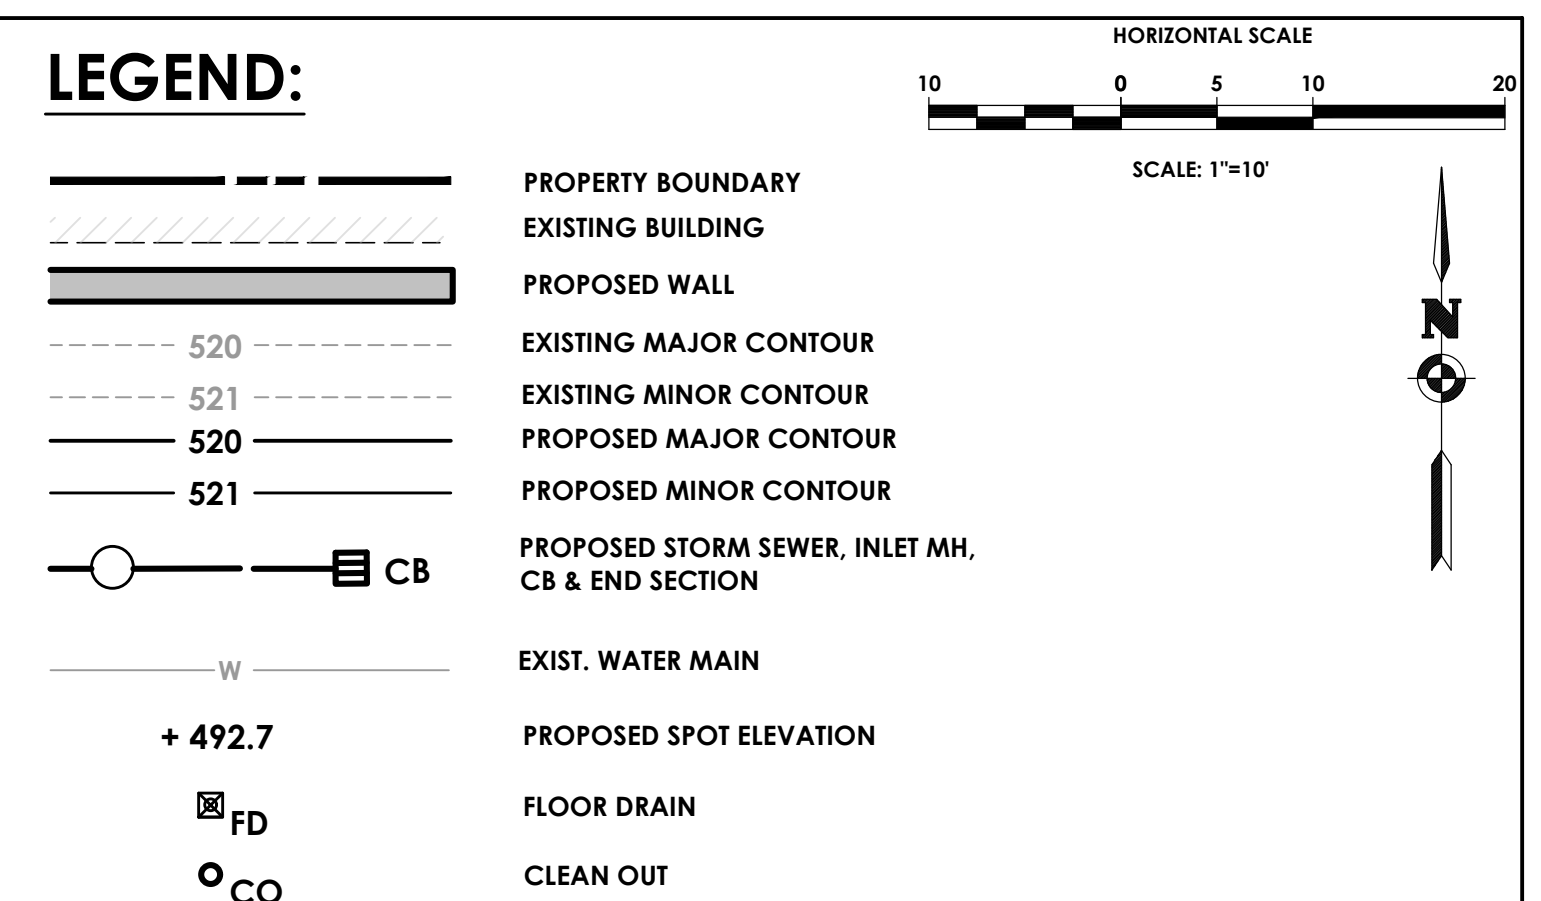 LEGEND:
HORIZONTAL SCALE
10 0 5 10 20
SCALE: 1"=10'
N
PROPERTY BOUNDARY
EXISTING BUILDING
PROPOSED WALL
520 EXISTING MAJOR CONTOUR
521 EXISTING MINOR CONTOUR
520 PROPOSED MAJOR CONTOUR
521 PROPOSED MINOR CONTOUR
CB PROPOSED STORM SEWER, INLET MH,
CB & END SECTION
W EXIST. WATER MAIN
+ 492.7 PROPOSED SPOT ELEVATION
FD FLOOR DRAIN
CO CLEAN OUT